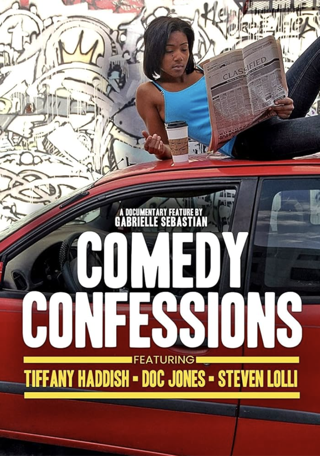 CLASSIFIED
A DOCUMENTARY FEATURE BY
GABRIELLE SEBASTIAN
COMEDY
CONFESSIONS
FEATURING
TIFFANY HADDISH - DOC JONES - STEVEN LOLLI